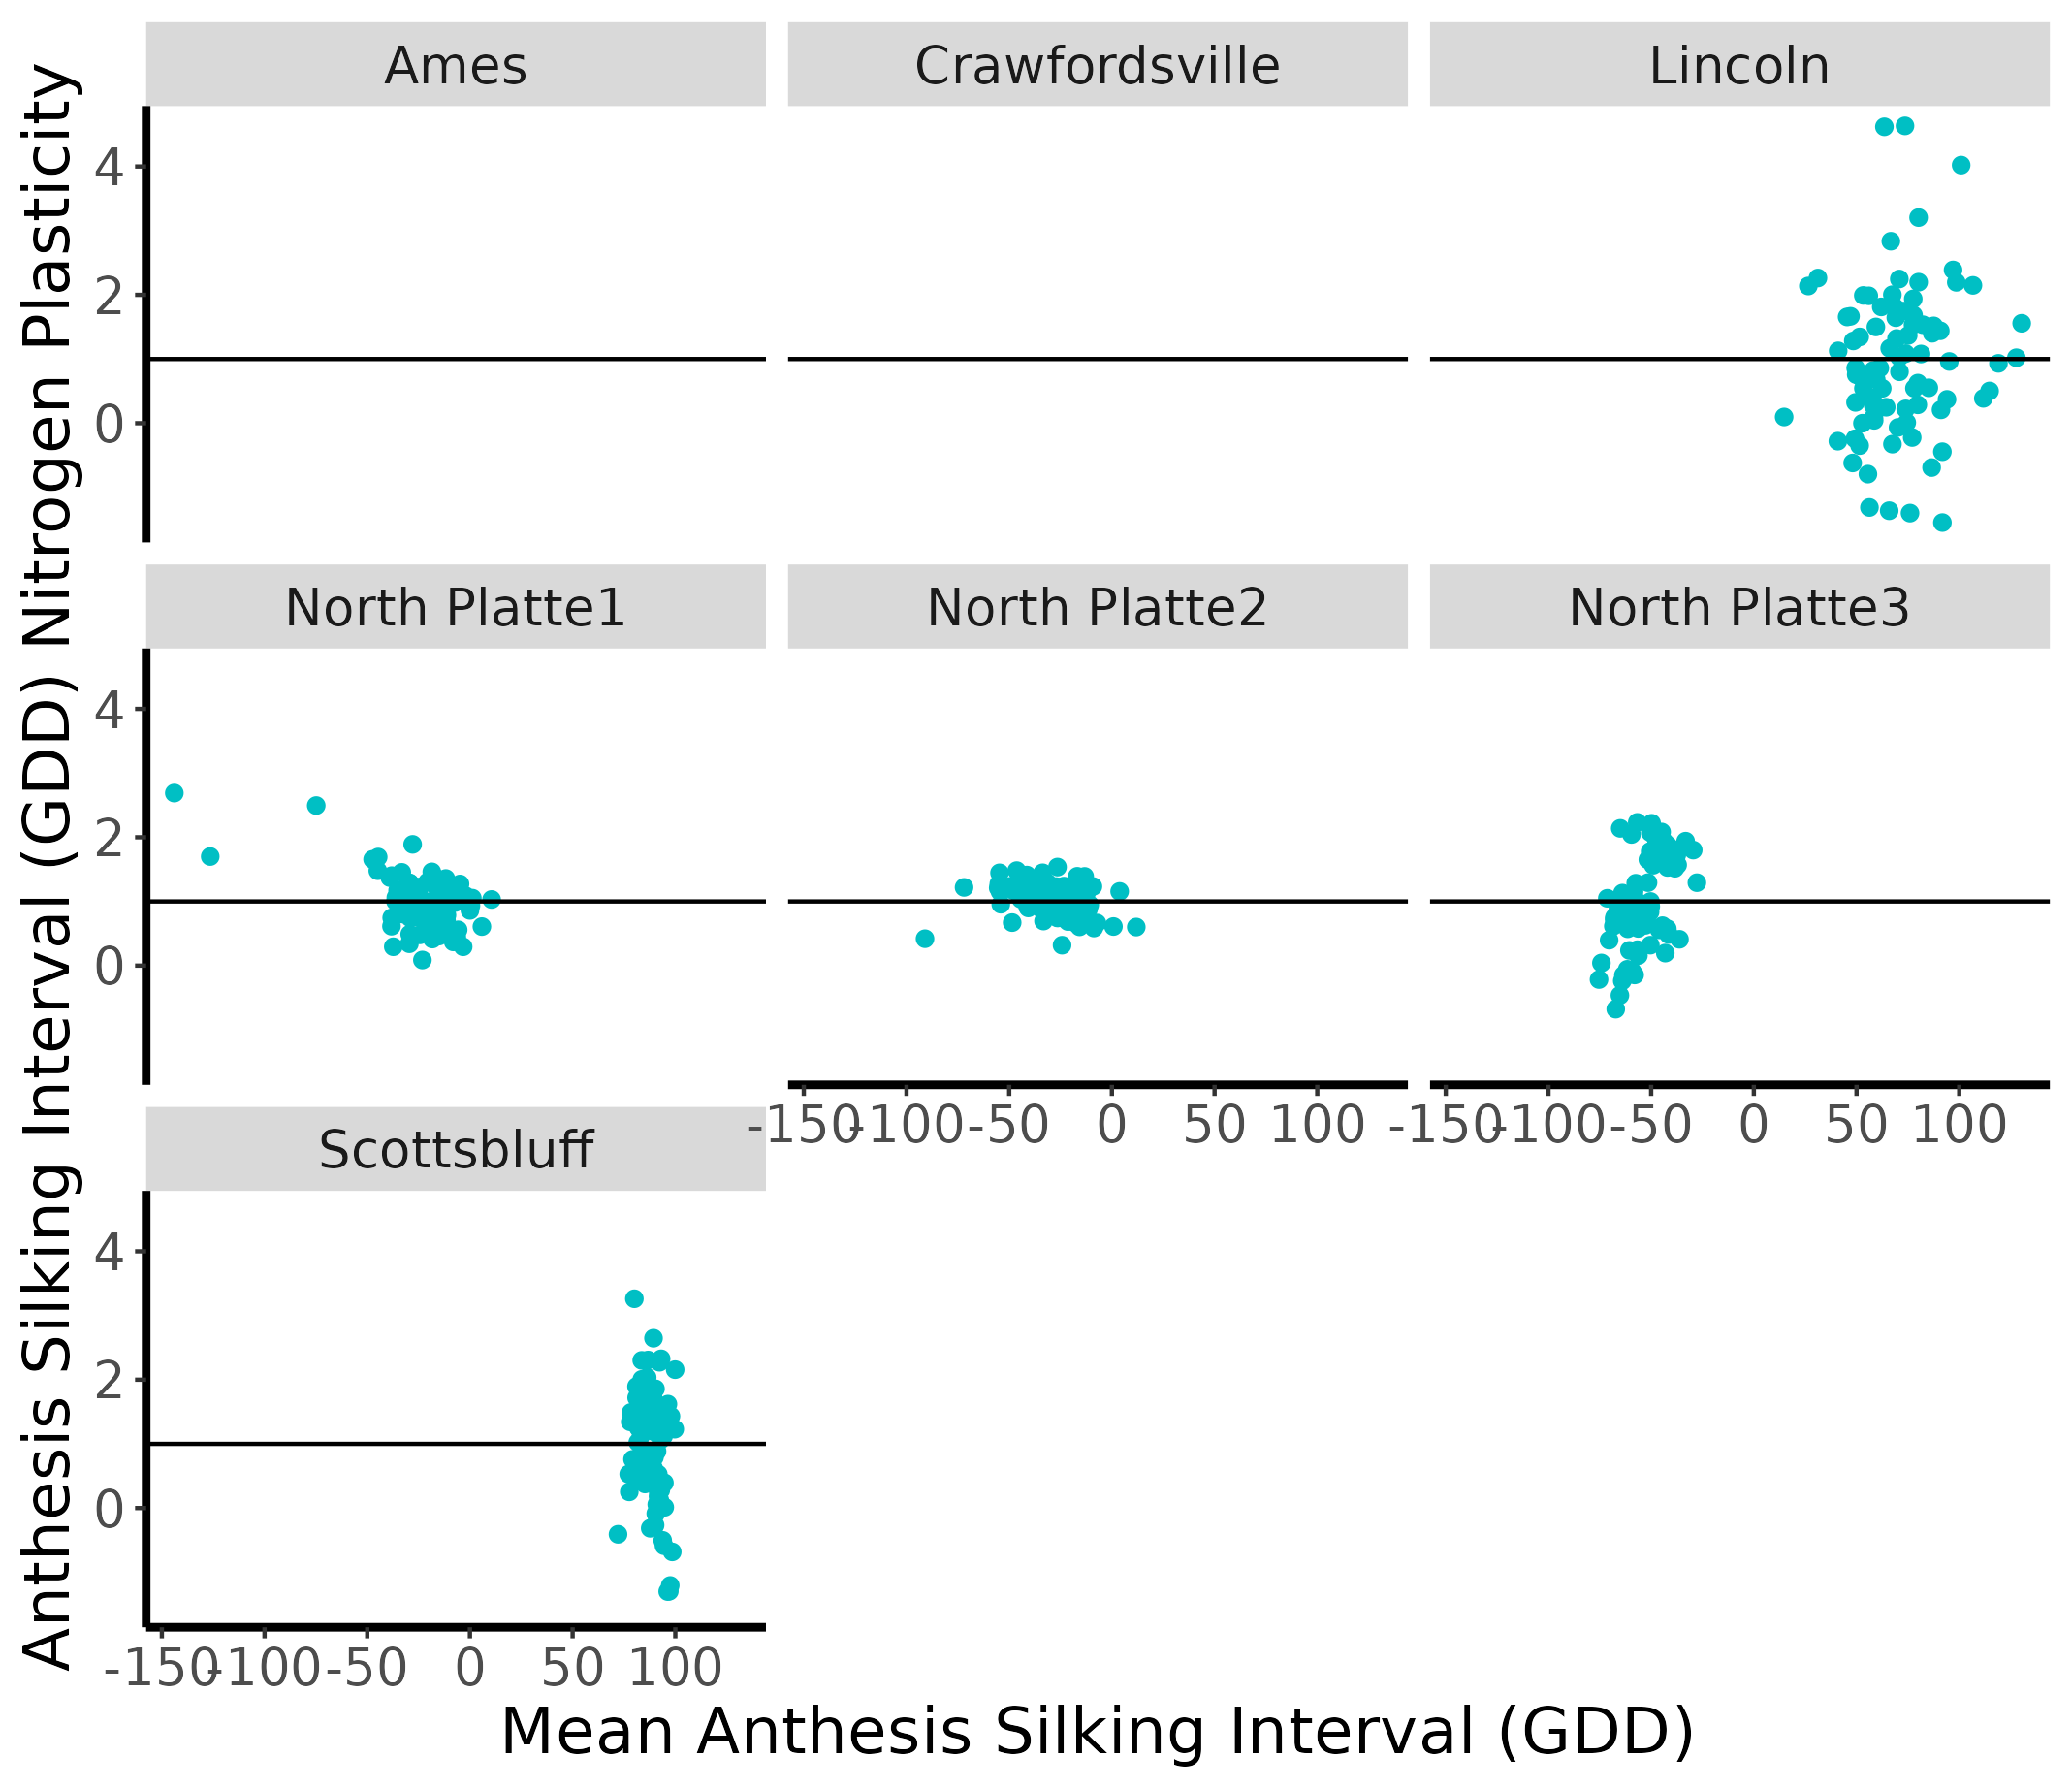 Anthesis Silking Interval (GDD) Nitrogen Plasticity
Ames
Crawfordsville
Lincoln
4
2
0
North Platte1
North Platte2
North Platte3
4
2
0
-150 -100 -50 0 50 100
-150 -100 -50 0 50 100
Scottsbluff
4
2
0
-150 -100 -50 0 50 100
Mean Anthesis Silking Interval (GDD)